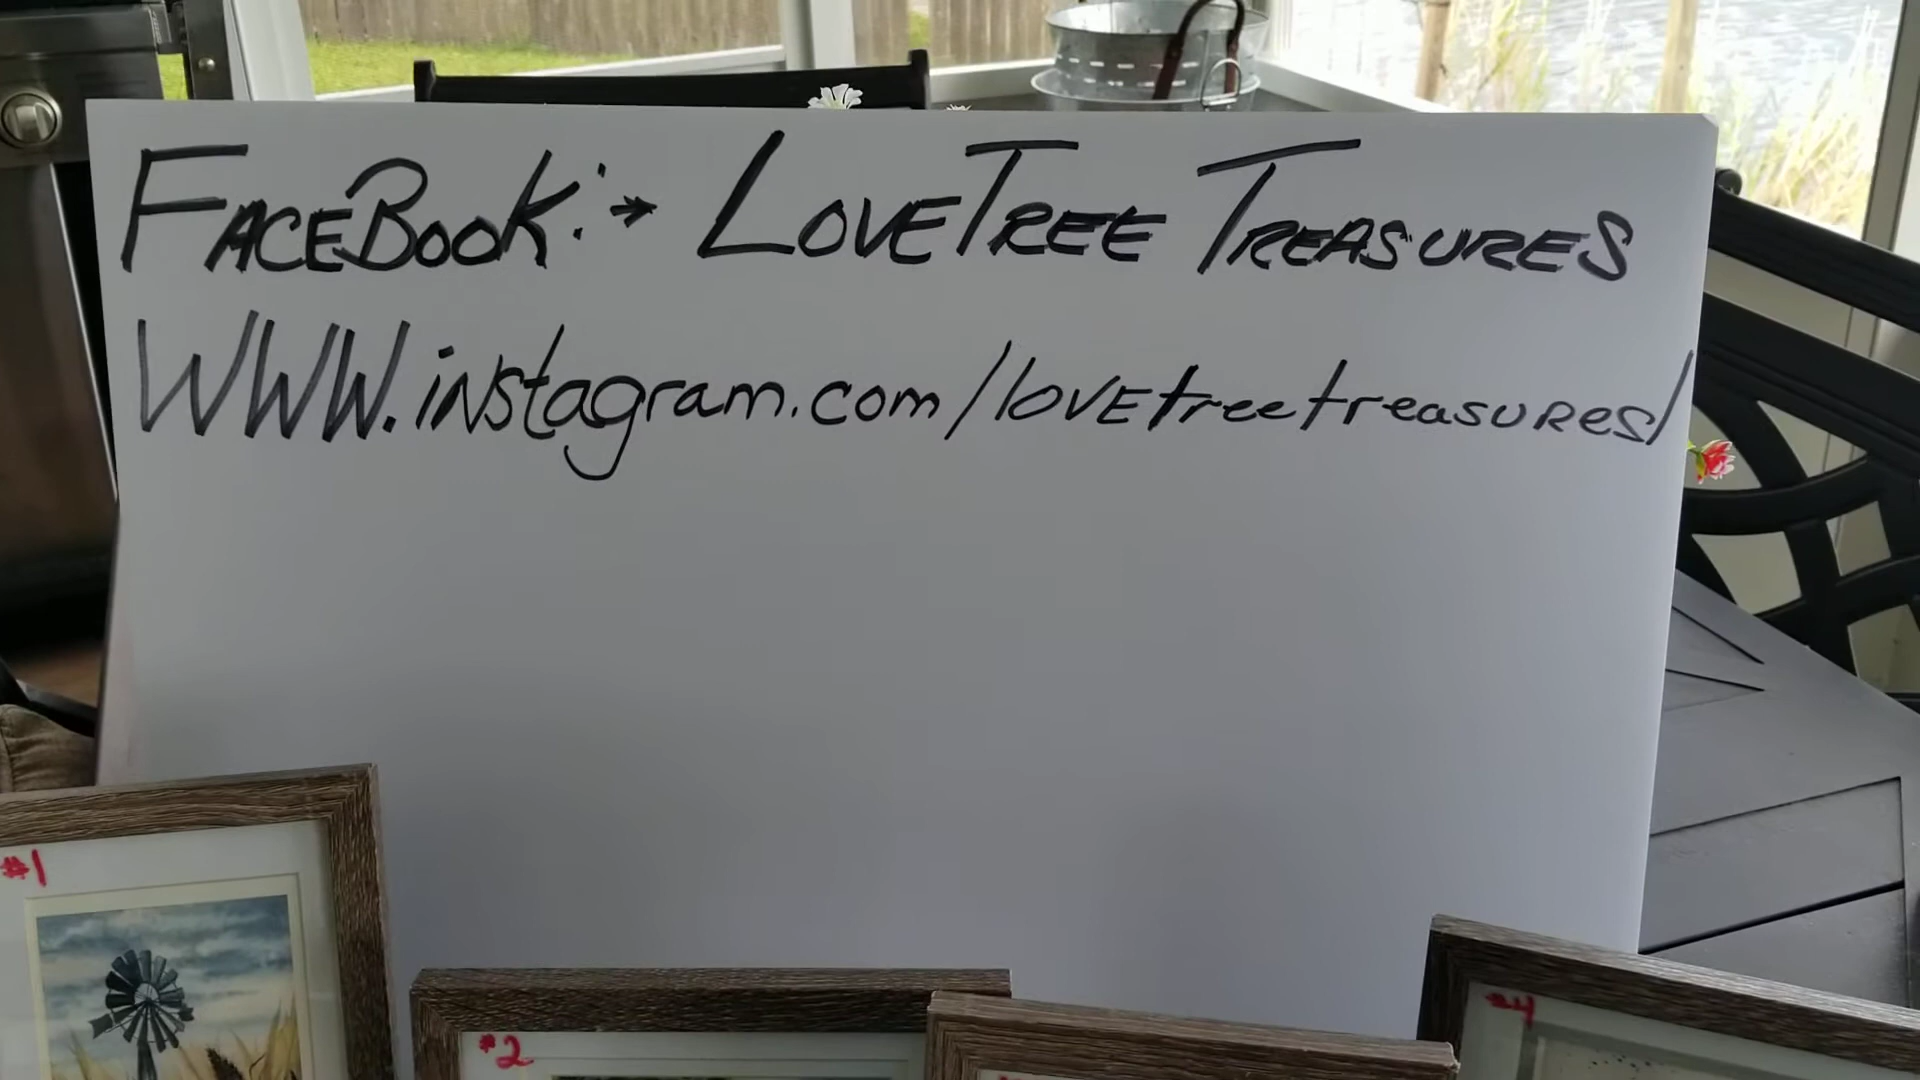 FACEBOOK: → LOVETREE TREASURES
WWW.instagram.com/lovEtreetreasures/
#1
#2
#4